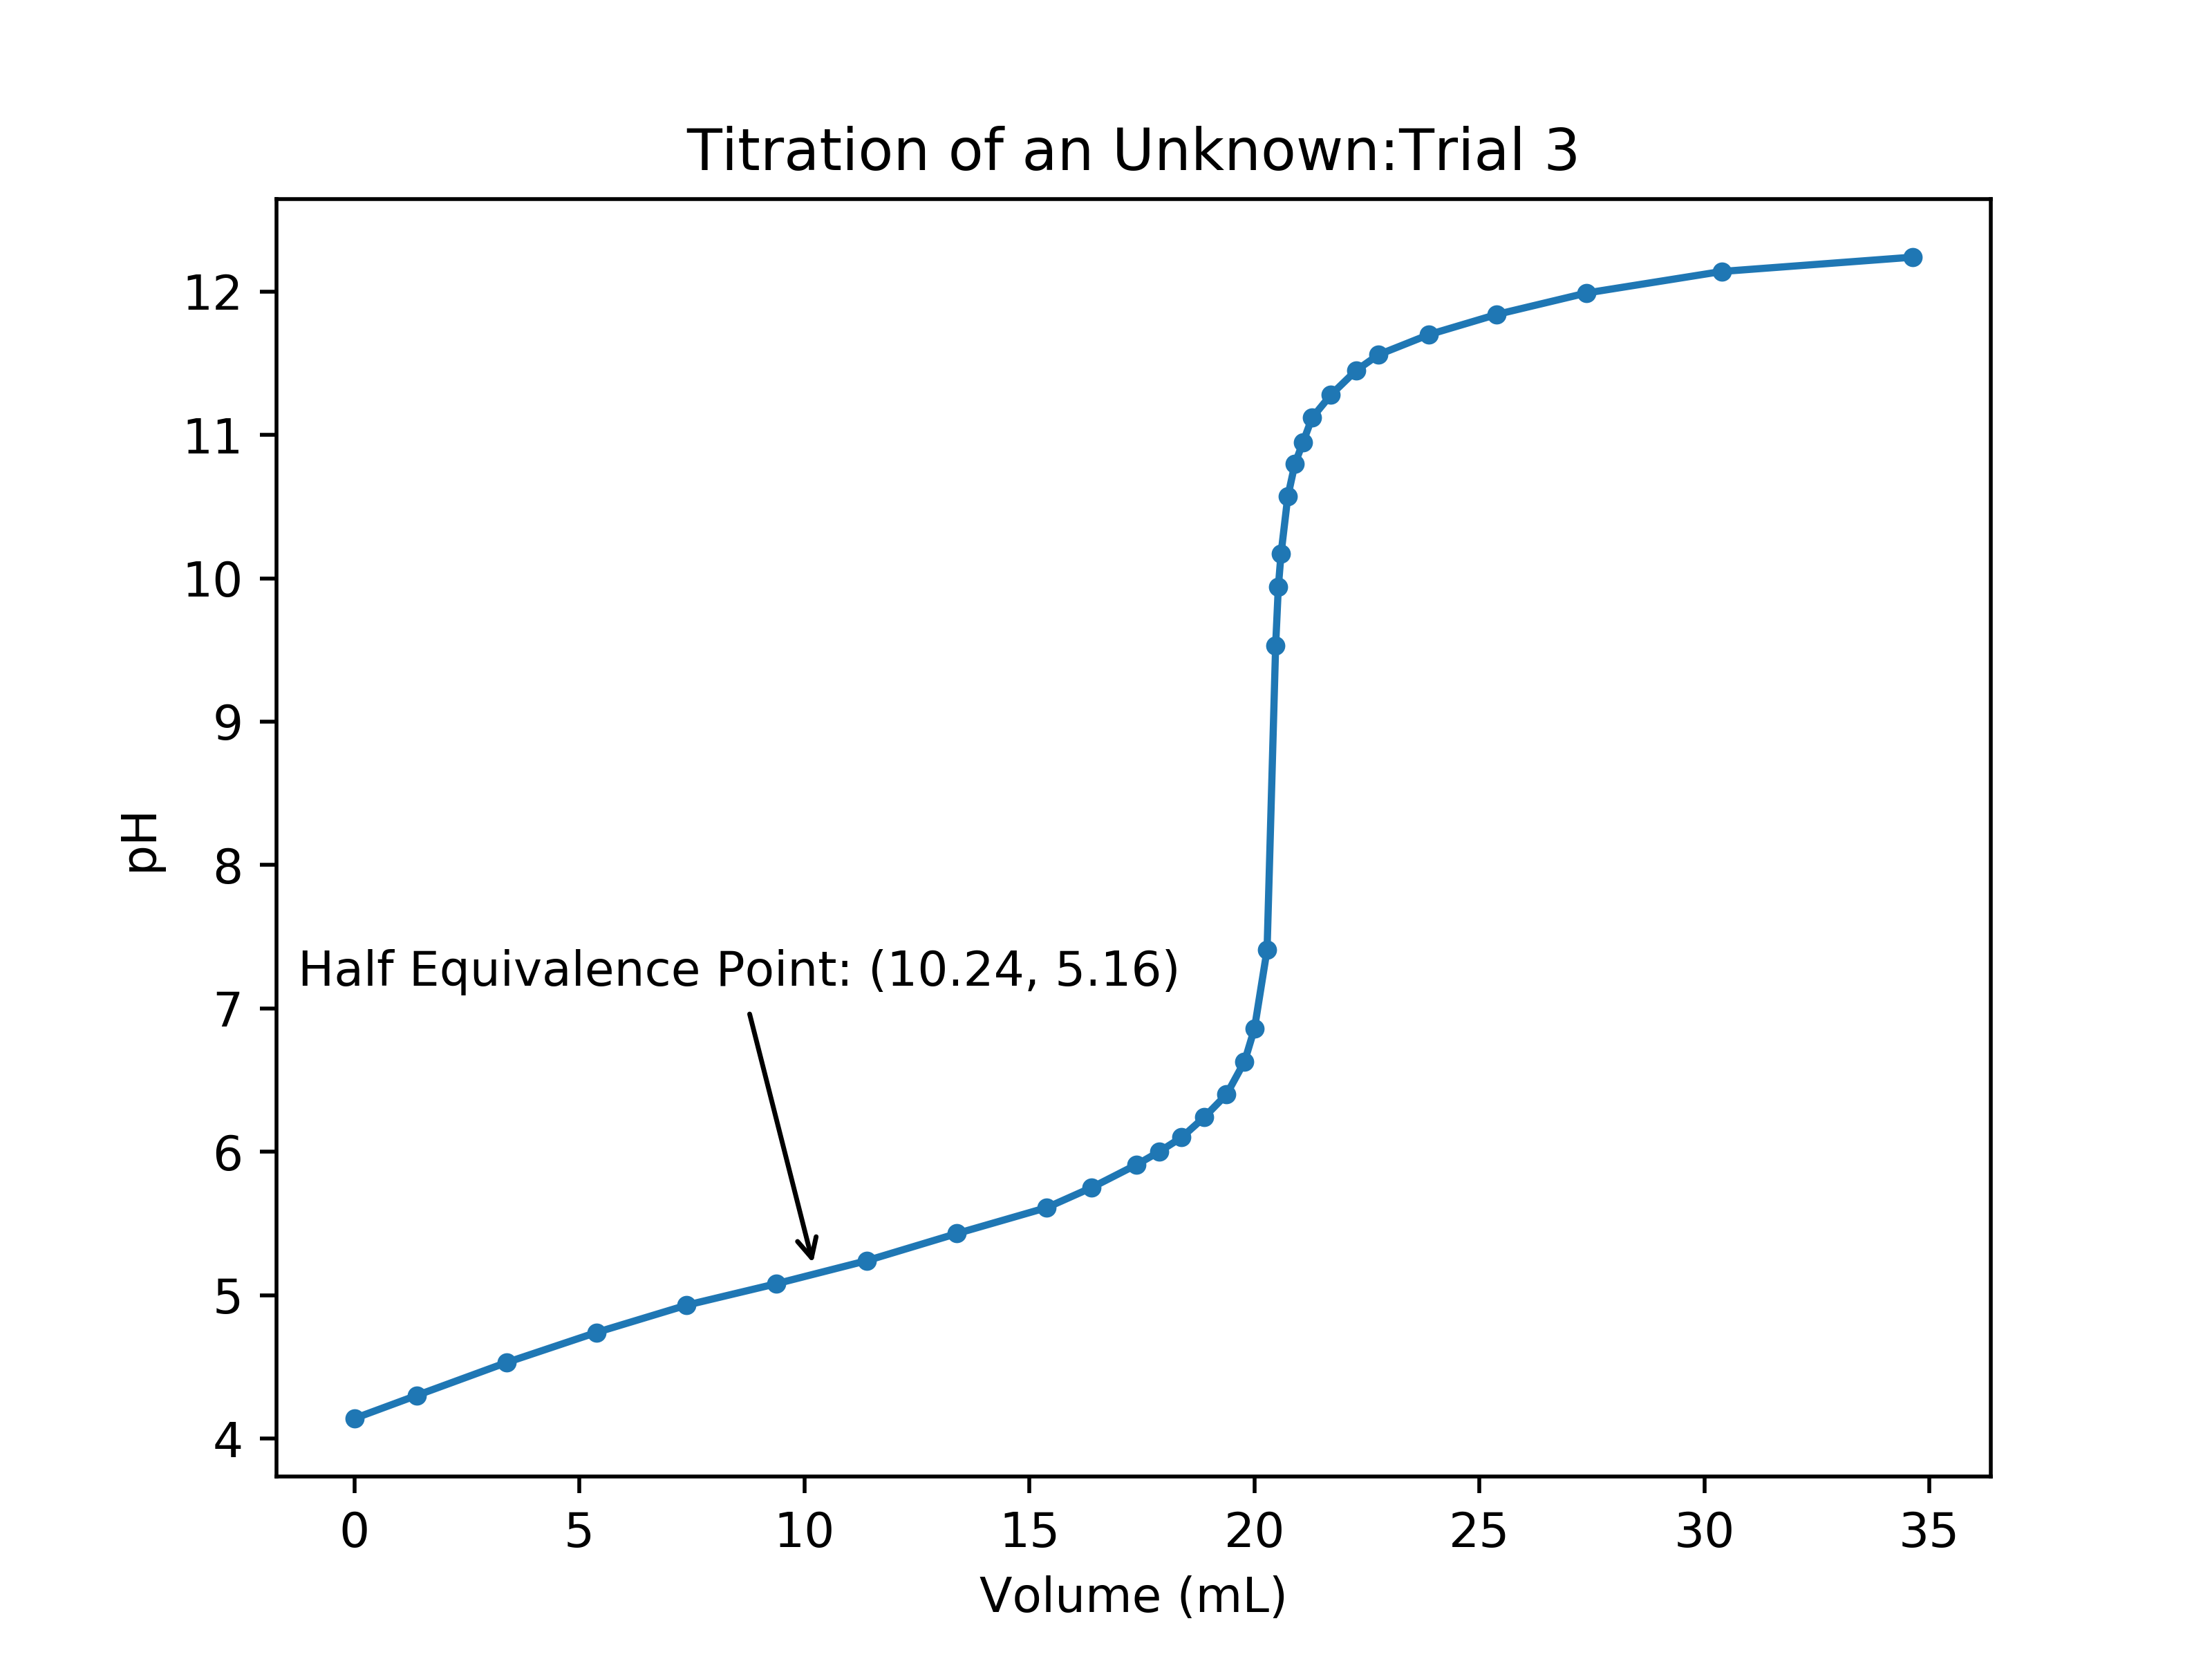 Titration of an Unknown:Trial 3
12
11
10
9
8
7
6
5
4
pH
Half Equivalence Point: (10.24, 5.16)
0 5 10 15 20 25 30 35
Volume (mL)